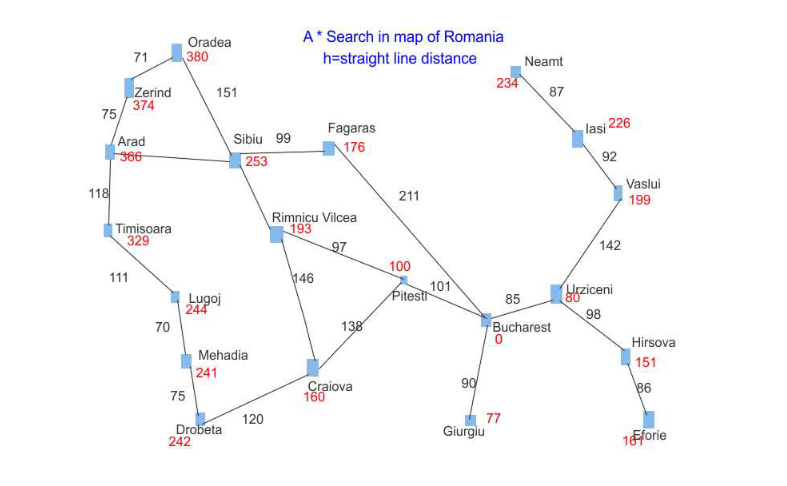 A * Search in map of Romania
h=straight line distance
Oradea
380
71
Zerind
374
151
75
Arad
366
Sibiu
253
99
Fagaras
176
118
211
Timisoara
329
Rimnicu Vilcea
193
97
111
146
100
Pitesti
101
Lugoj
244
138
70
Mehadia
241
Craiova
160
75
120
Drobeta
242
85
Bucharest
0
90
Giurgiu
77
Neamt
234
87
Iasi
226
92
Vaslui
199
142
Urziceni
80
98
Hirsova
151
86
Eforie
161